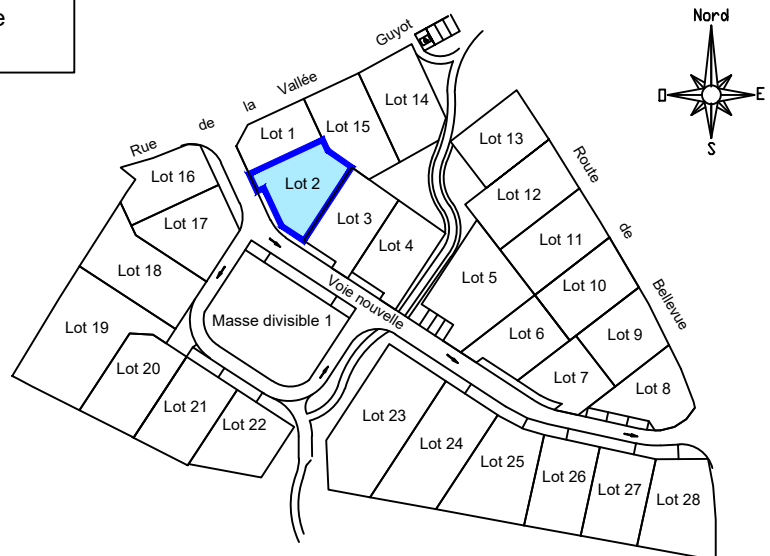 e
Nord
O
E
S
Rue de la Vallée Guyot
Lot 1
Lot 15
Lot 14
Lot 13
Lot 16
Lot 2
Lot 12
Route de Bellevue
Lot 17
Lot 3
Lot 4
Lot 11
Lot 18
Lot 5
Lot 10
Voie nouvelle
Masse divisible 1
Lot 19
Lot 6
Lot 9
Lot 20
Lot 7
Lot 8
Lot 21
Lot 22
Lot 23
Lot 24
Lot 25
Lot 26
Lot 27
Lot 28